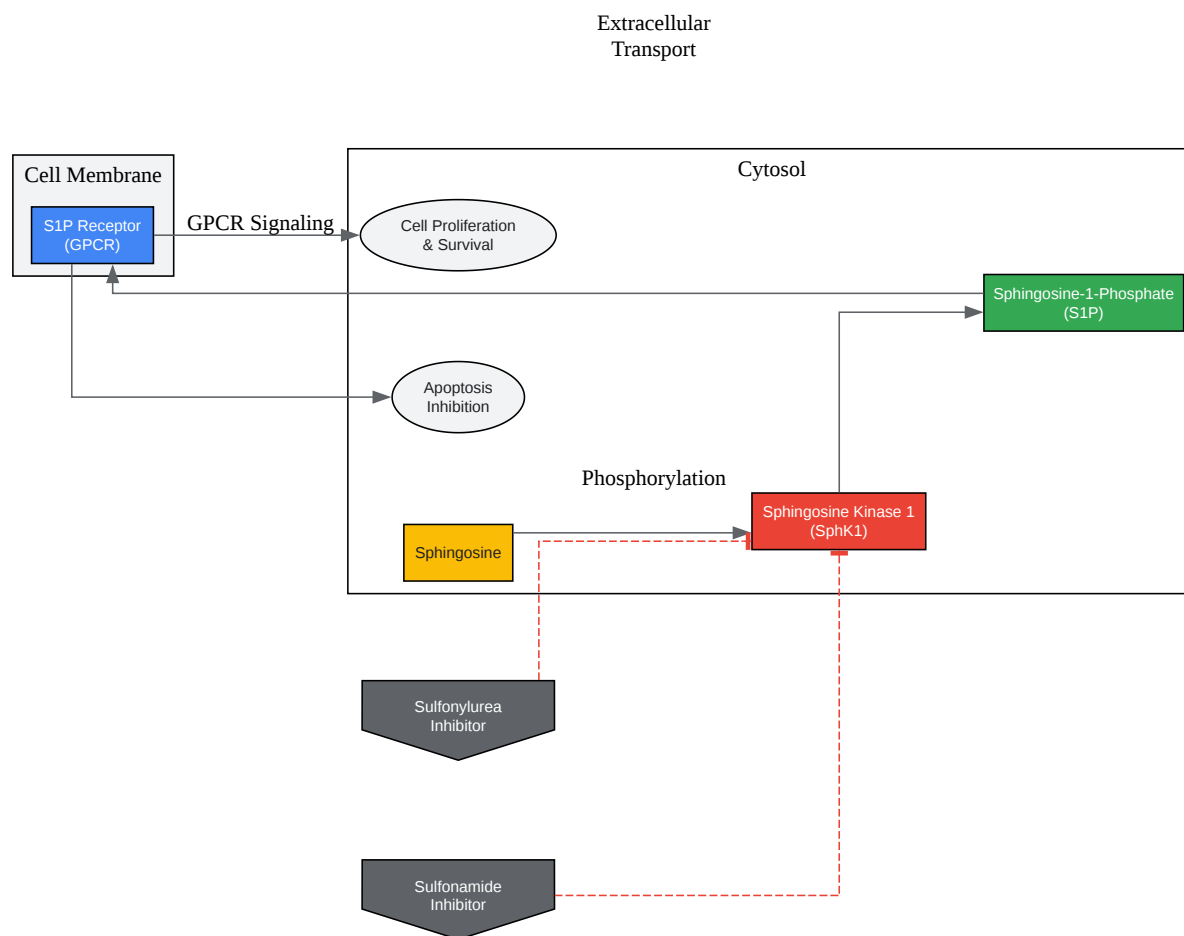 Extracellular
Transport
Cell Membrane
Cytosol
S1P Receptor
(GPCR)
GPCR Signaling
Cell Proliferation
& Survival
Sphingosine-1-Phosphate
(S1P)
Apoptosis
Inhibition
Phosphorylation
Sphingosine Kinase 1
(SphK1)
Sphingosine
Sulfonylurea
Inhibitor
Sulfonamide
Inhibitor